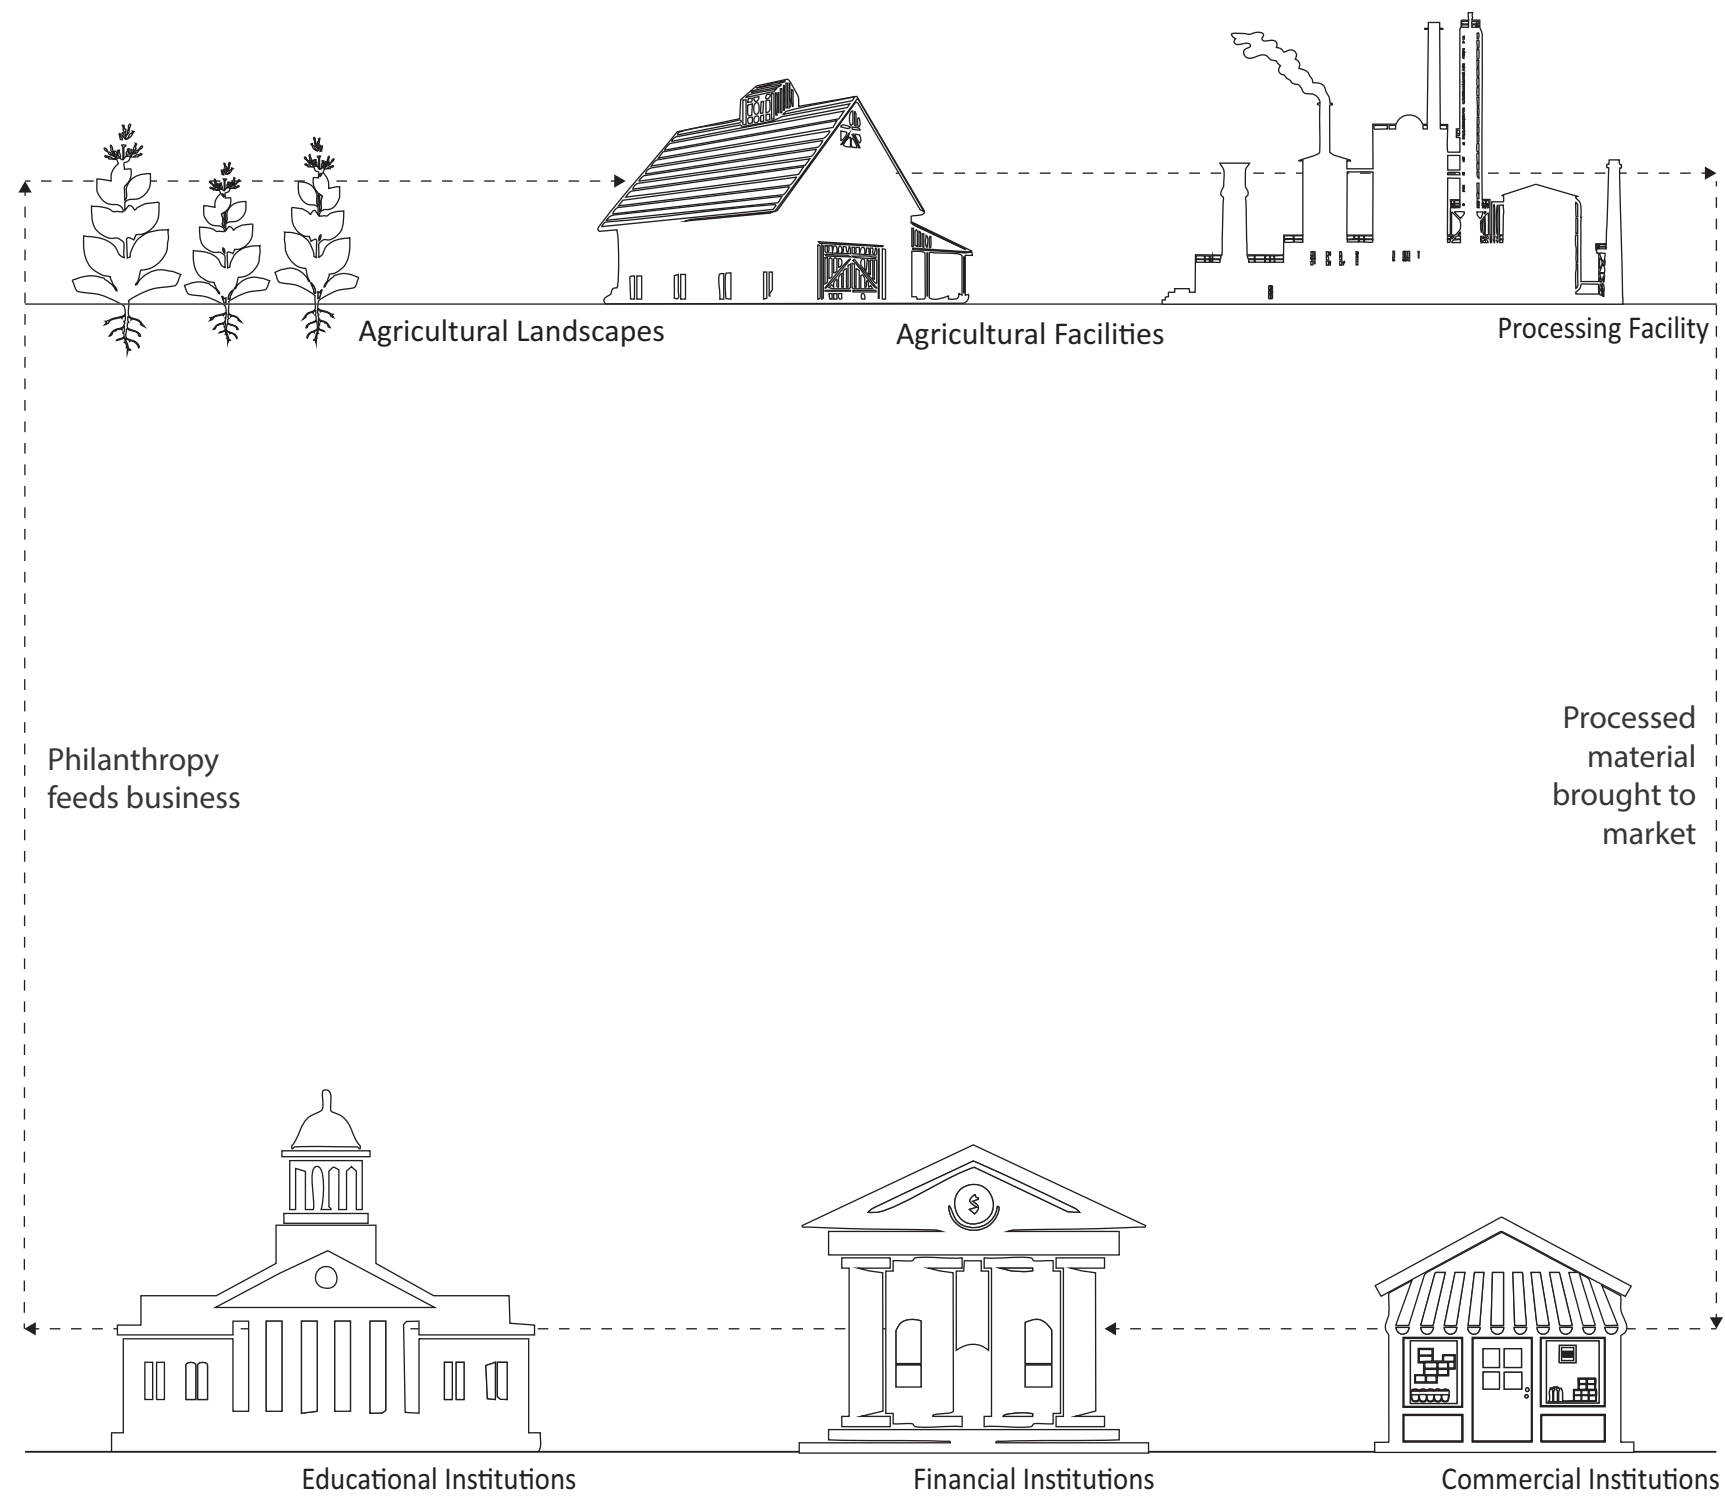 Agricultural Landscapes
Agricultural Facilities
Processing Facility
Philanthropy
feeds business
Processed
material
brought to
market
$
Educational Institutions
Financial Institutions
Commercial Institutions